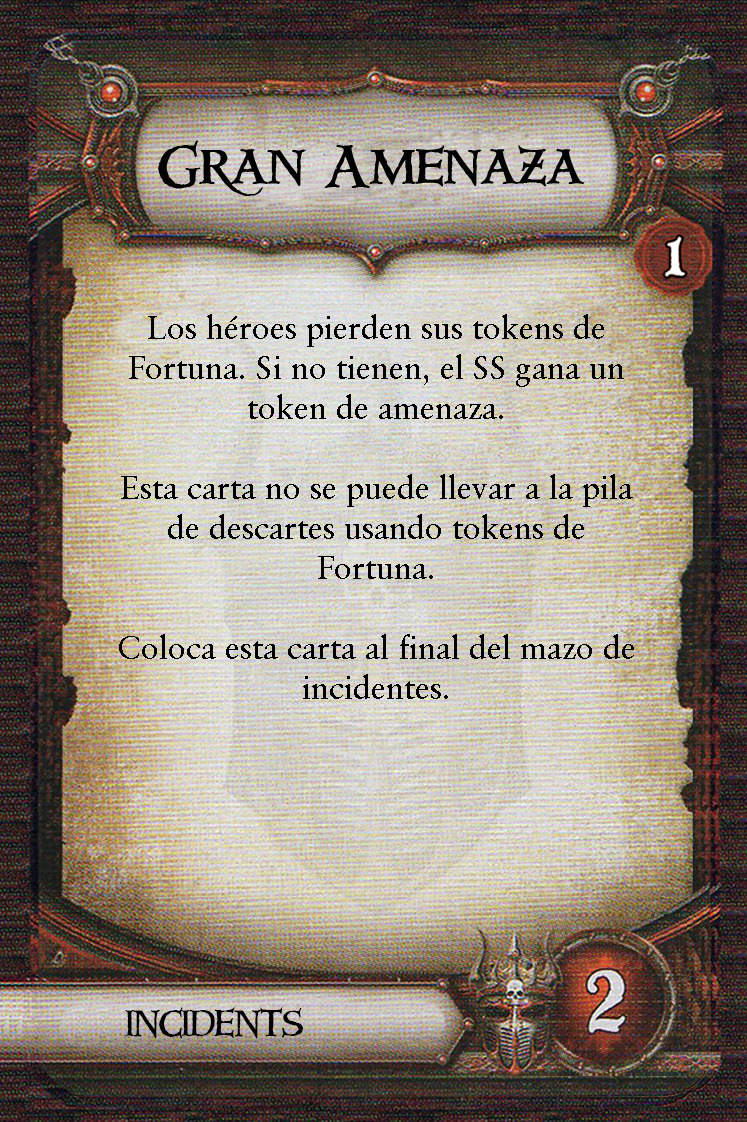 Gran Amenaza
1
Los héroes pierden sus tokens de
Fortuna. Si no tienen, el SS gana un
token de amenaza.
Esta carta no se puede llevar a la pila
de descartes usando tokens de
Fortuna.
Coloca esta carta al final del mazo de
incidentes.
INCIDENTS
2